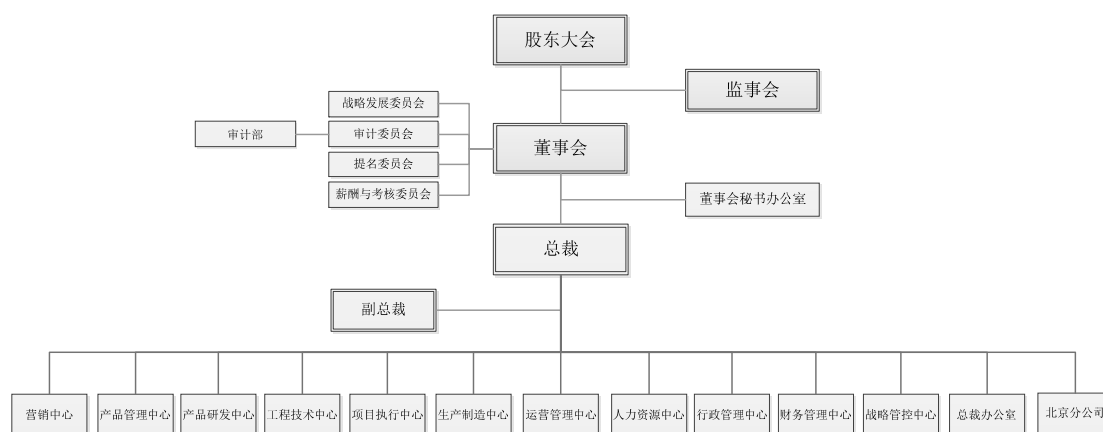 股东大会
监事会
战略发展委员会
审计部
审计委员会
董事会
提名委员会
薪酬与考核委员会
董事会秘书办公室
总裁
副总裁
营销中心
产品管理中心
产品研发中心
工程技术中心
项目执行中心
生产制造中心
运营管理中心
人力资源中心
行政管理中心
财务管理中心
战略管控中心
总裁办公室
北京分公司